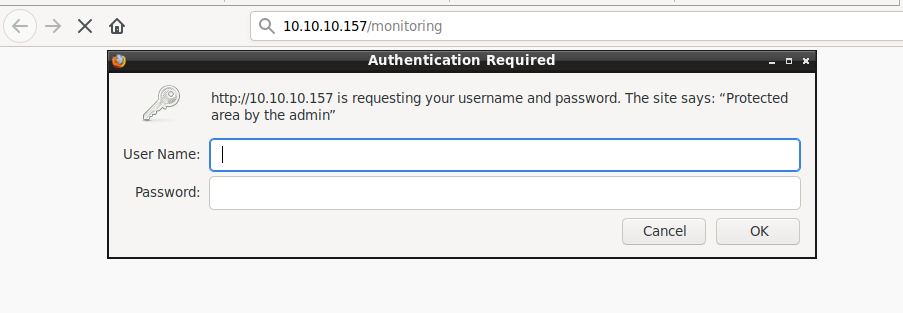 10.10.10.157/monitoring
Authentication Required
http://10.10.10.157 is requesting your username and password. The site says: “Protected
area by the admin”
User Name:
Password:
Cancel OK